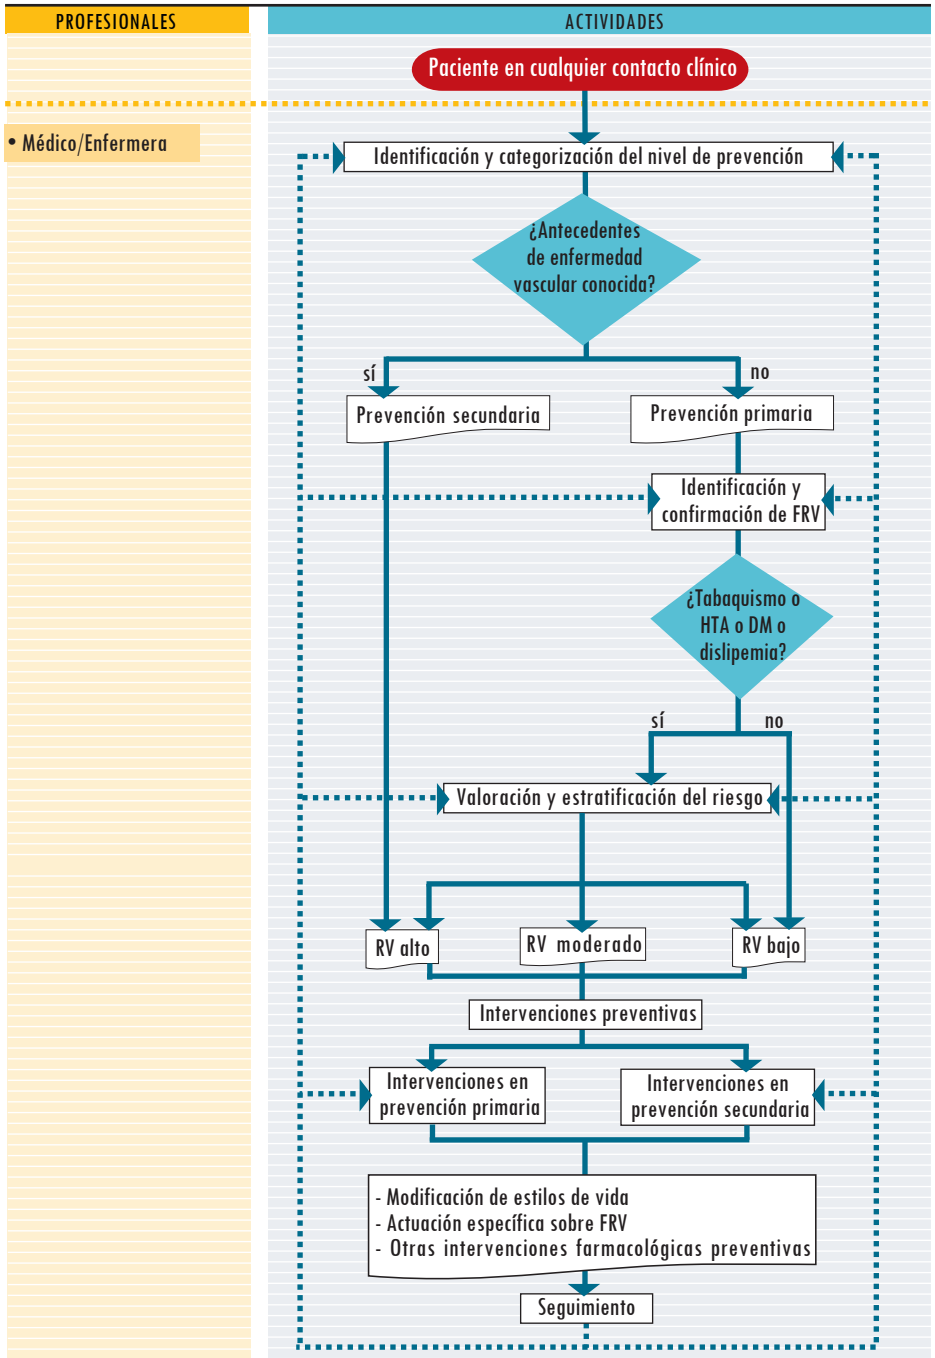 PROFESIONALES
ACTIVIDADES
Paciente en cualquier contacto clínico
• Médico/Enfermera
Identificación y categorización del nivel de prevención
¿Antecedentes
de enfermedad
vascular conocida?
sí
no
Prevención secundaria
Prevención primaria
Identificación y
confirmación de FRV
¿Tabaquismo o
HTA o DM o
dislipemia?
sí
no
Valoración y estratificación del riesgo
RV alto
RV moderado
RV bajo
Intervenciones preventivas
Intervenciones en
prevención primaria
Intervenciones en
prevención secundaria
- Modificación de estilos de vida
- Actuación específica sobre FRV
- Otras intervenciones farmacológicas preventivas
Seguimiento